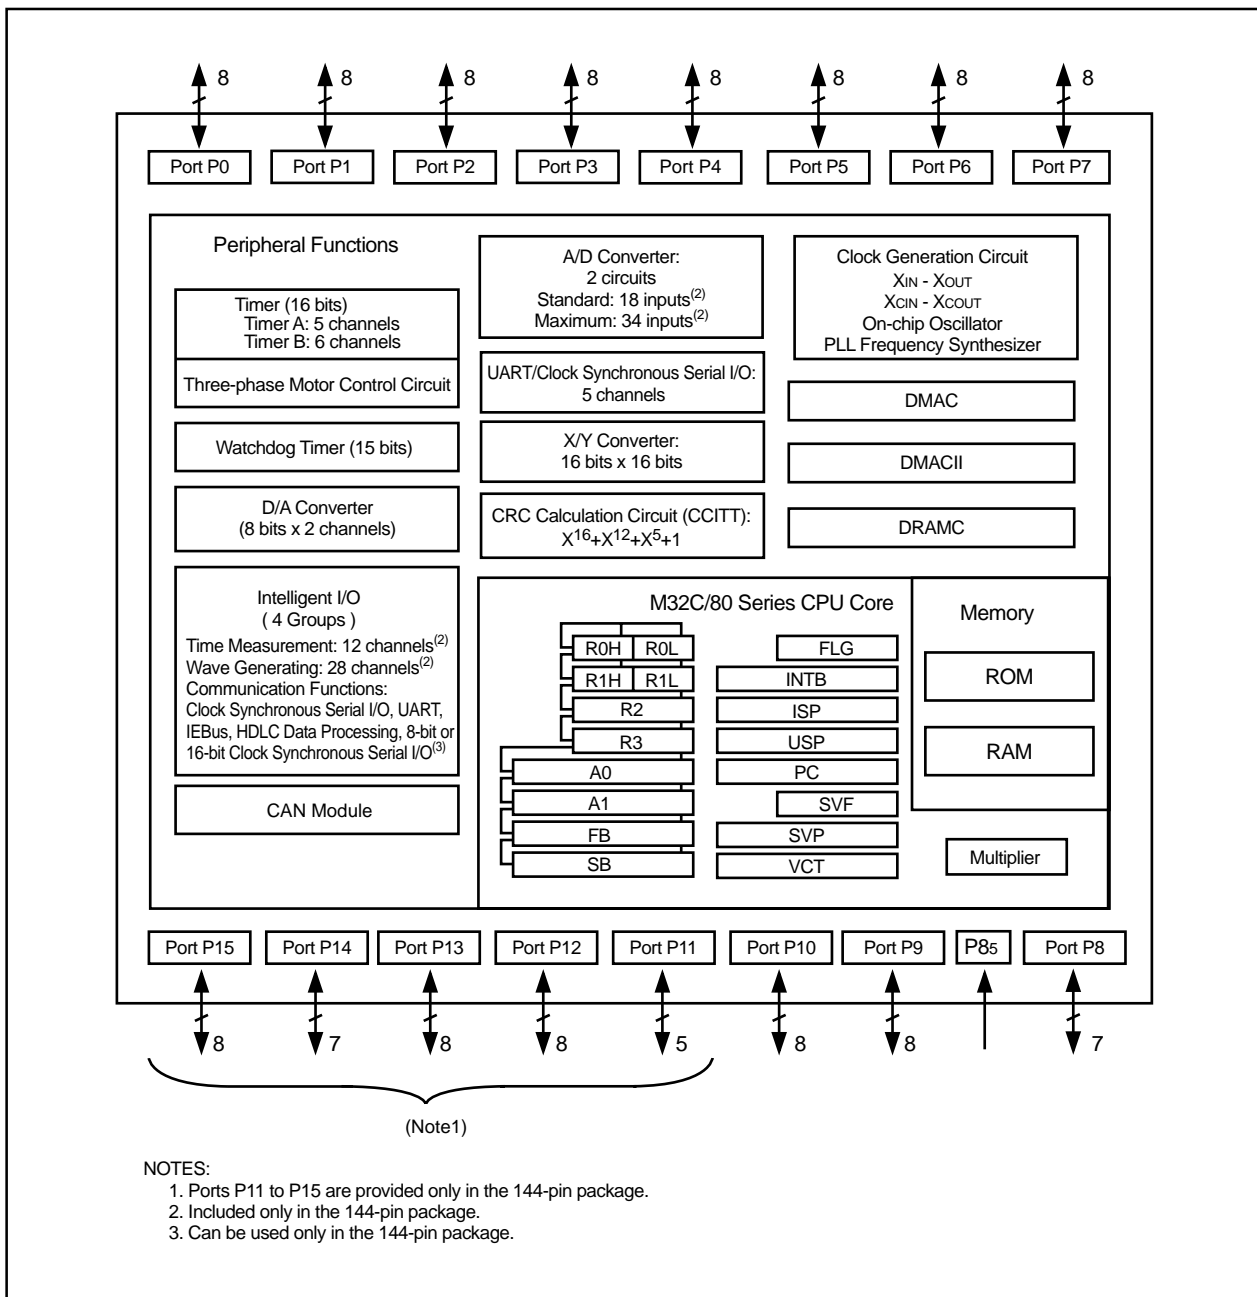 8 8 8 8 8 8 8 8
Port P0 Port P1 Port P2 Port P3 Port P4 Port P5 Port P6 Port P7
Peripheral Functions
Timer (16 bits)
Timer A: 5 channels
Timer B: 6 channels
Three-phase Motor Control Circuit
Watchdog Timer (15 bits)
D/A Converter
(8 bits x 2 channels)
Intelligent I/O
( 4 Groups )
Time Measurement: 12 channels(2)
Wave Generating: 28 channels(2)
Communication Functions:
Clock Synchronous Serial I/O, UART,
IEBus, HDLC Data Processing, 8-bit or
16-bit Clock Synchronous Serial I/O(3)
CAN Module
A/D Converter:
2 circuits
Standard: 18 inputs(2)
Maximum: 34 inputs(2)
UART/Clock Synchronous Serial I/O:
5 channels
X/Y Converter:
16 bits x 16 bits
CRC Calculation Circuit (CCITT):
X16+X12+X5+1
Clock Generation Circuit
XIN - XOUT
XCIN - XCOUT
On-chip Oscillator
PLL Frequency Synthesizer
DMAC
DMACII
DRAMC
M32C/80 Series CPU Core
R0H R0L
R1H R1L
R2
R3
A0
A1
FB
SB
FLG
INTB
ISP
USP
PC
SVF
SVP
VCT
Memory
ROM
RAM
Multiplier
Port P15 Port P14 Port P13 Port P12 Port P11 Port P10 Port P9 P85 Port P8
8 7 8 8 5 8 8 7
(Note1)
NOTES:
1. Ports P11 to P15 are provided only in the 144-pin package.
2. Included only in the 144-pin package.
3. Can be used only in the 144-pin package.